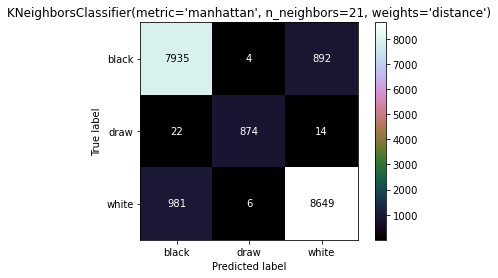 KNeighborsClassifier(metric='manhattan', n_neighbors=21, weights='distance')
black 7935 4 892
draw 22 874 14
white 981 6 8649
black draw white
Predicted label
True label
8000
7000
6000
5000
4000
3000
2000
1000